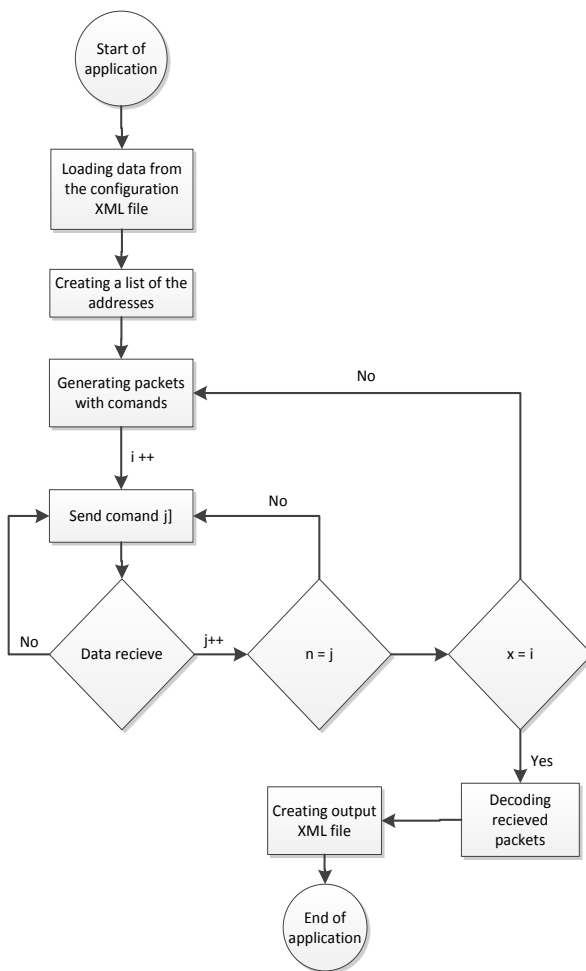 Start of
application
Loading data from
the configuration
XML file
Creating a list of the
addresses
Generating packets
with comands
No
i ++
Send comand j]
No
No
Data recieve
j++
n = j
x = i
Yes
Creating output
XML file
Decoding
recieved
packets
End of
application